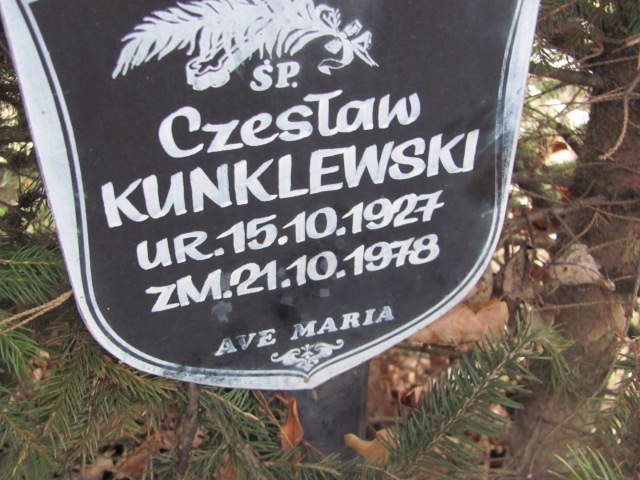 ŚP.
Czesław
KUNKLEWSKI
UR.15.10.1927
ZM.21.10.1978
AVE MARIA